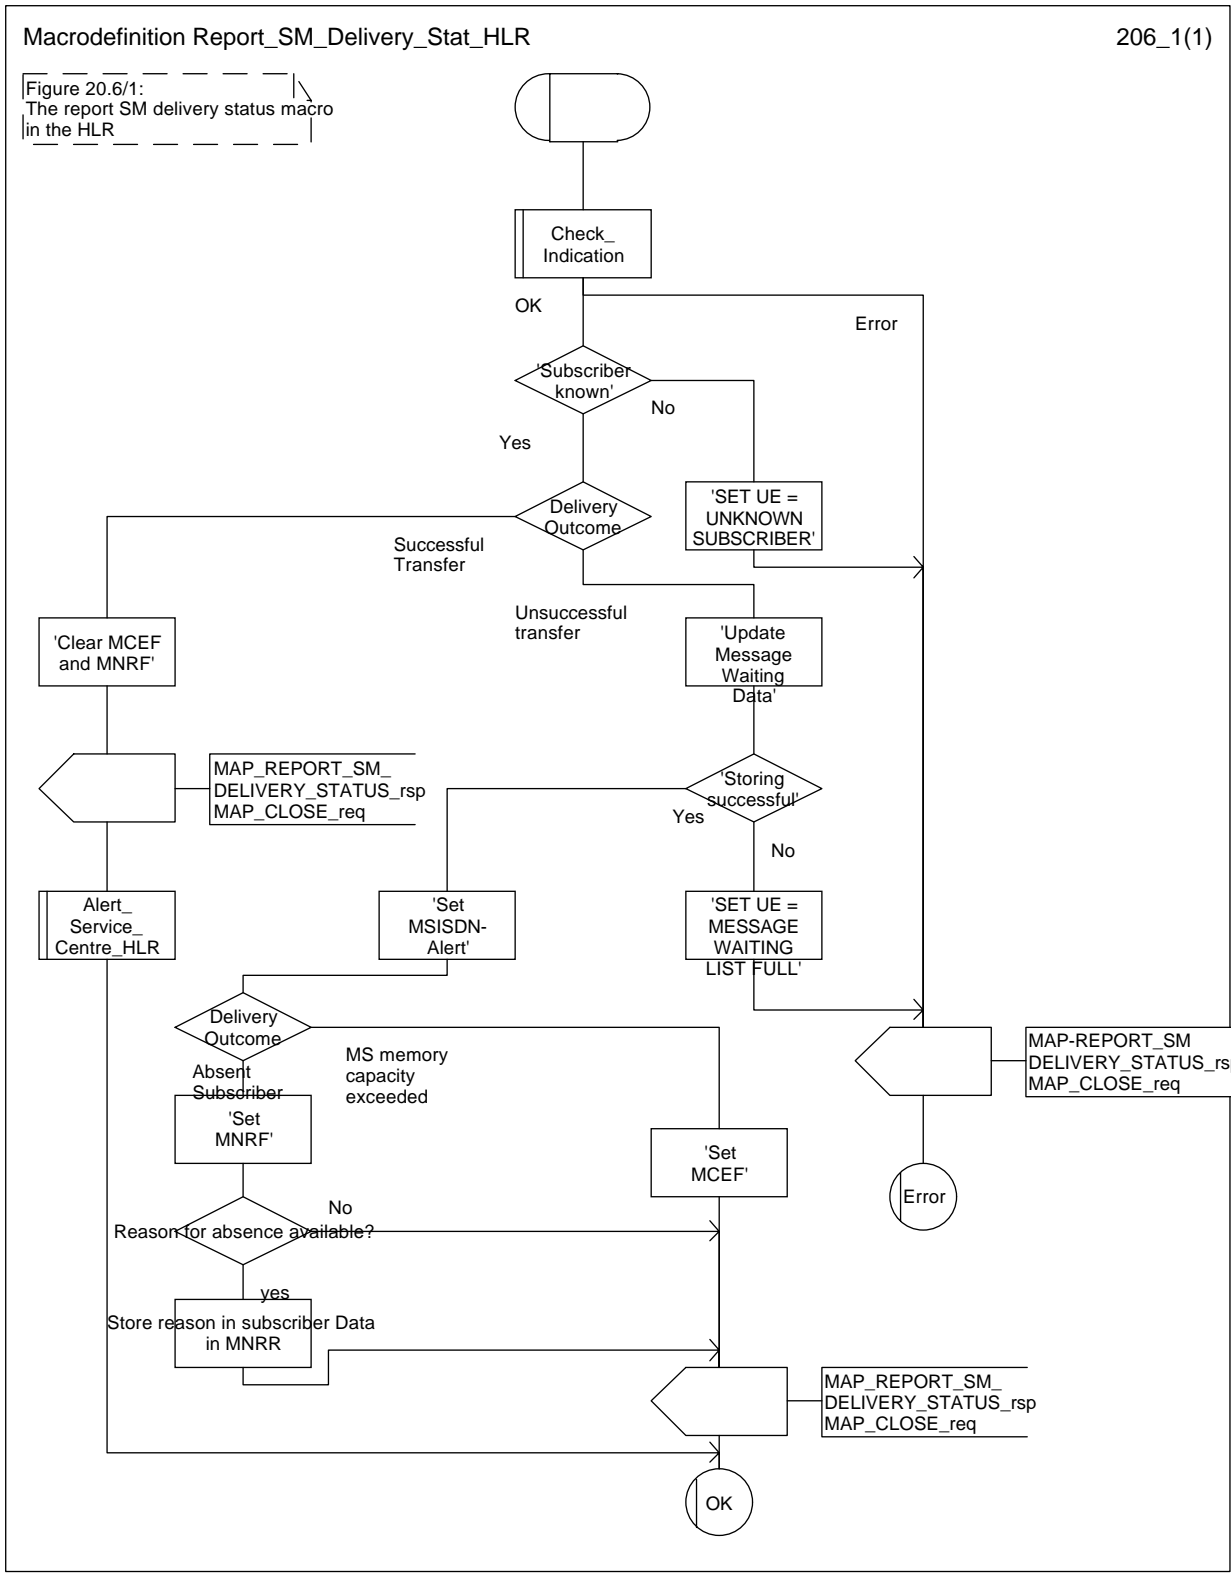 Macrodefinition Report_SM_Delivery_Stat_HLR
206_1(1)
Figure 20.6/1:
The report SM delivery status macro
in the HLR
Check_
Indication
OK
Error
'Subscriber
known'
No
Yes
Delivery
Outcome
'SET UE =
UNKNOWN
SUBSCRIBER'
Successful
Transfer
Unsuccessful
transfer
'Clear MCEF
and MNRF'
'Update
Message
Waiting
Data'
MAP_REPORT_SM_
DELIVERY_STATUS_rsp
MAP_CLOSE_req
'Storing
successful'
Yes
No
Alert_
Service_
Centre_HLR
'Set
MSISDN-
Alert'
'SET UE =
MESSAGE
WAITING
LIST FULL'
Delivery
Outcome
MS memory
capacity
exceeded
Absent
Subscriber
MAP-REPORT_SM
DELIVERY_STATUS_rsp
MAP_CLOSE_req
'Set
MNRF'
'Set
MCEF'
Error
No
Reason for absence available?
yes
Store reason in subscriber Data
in MNRR
MAP_REPORT_SM_
DELIVERY_STATUS_rsp
MAP_CLOSE_req
OK